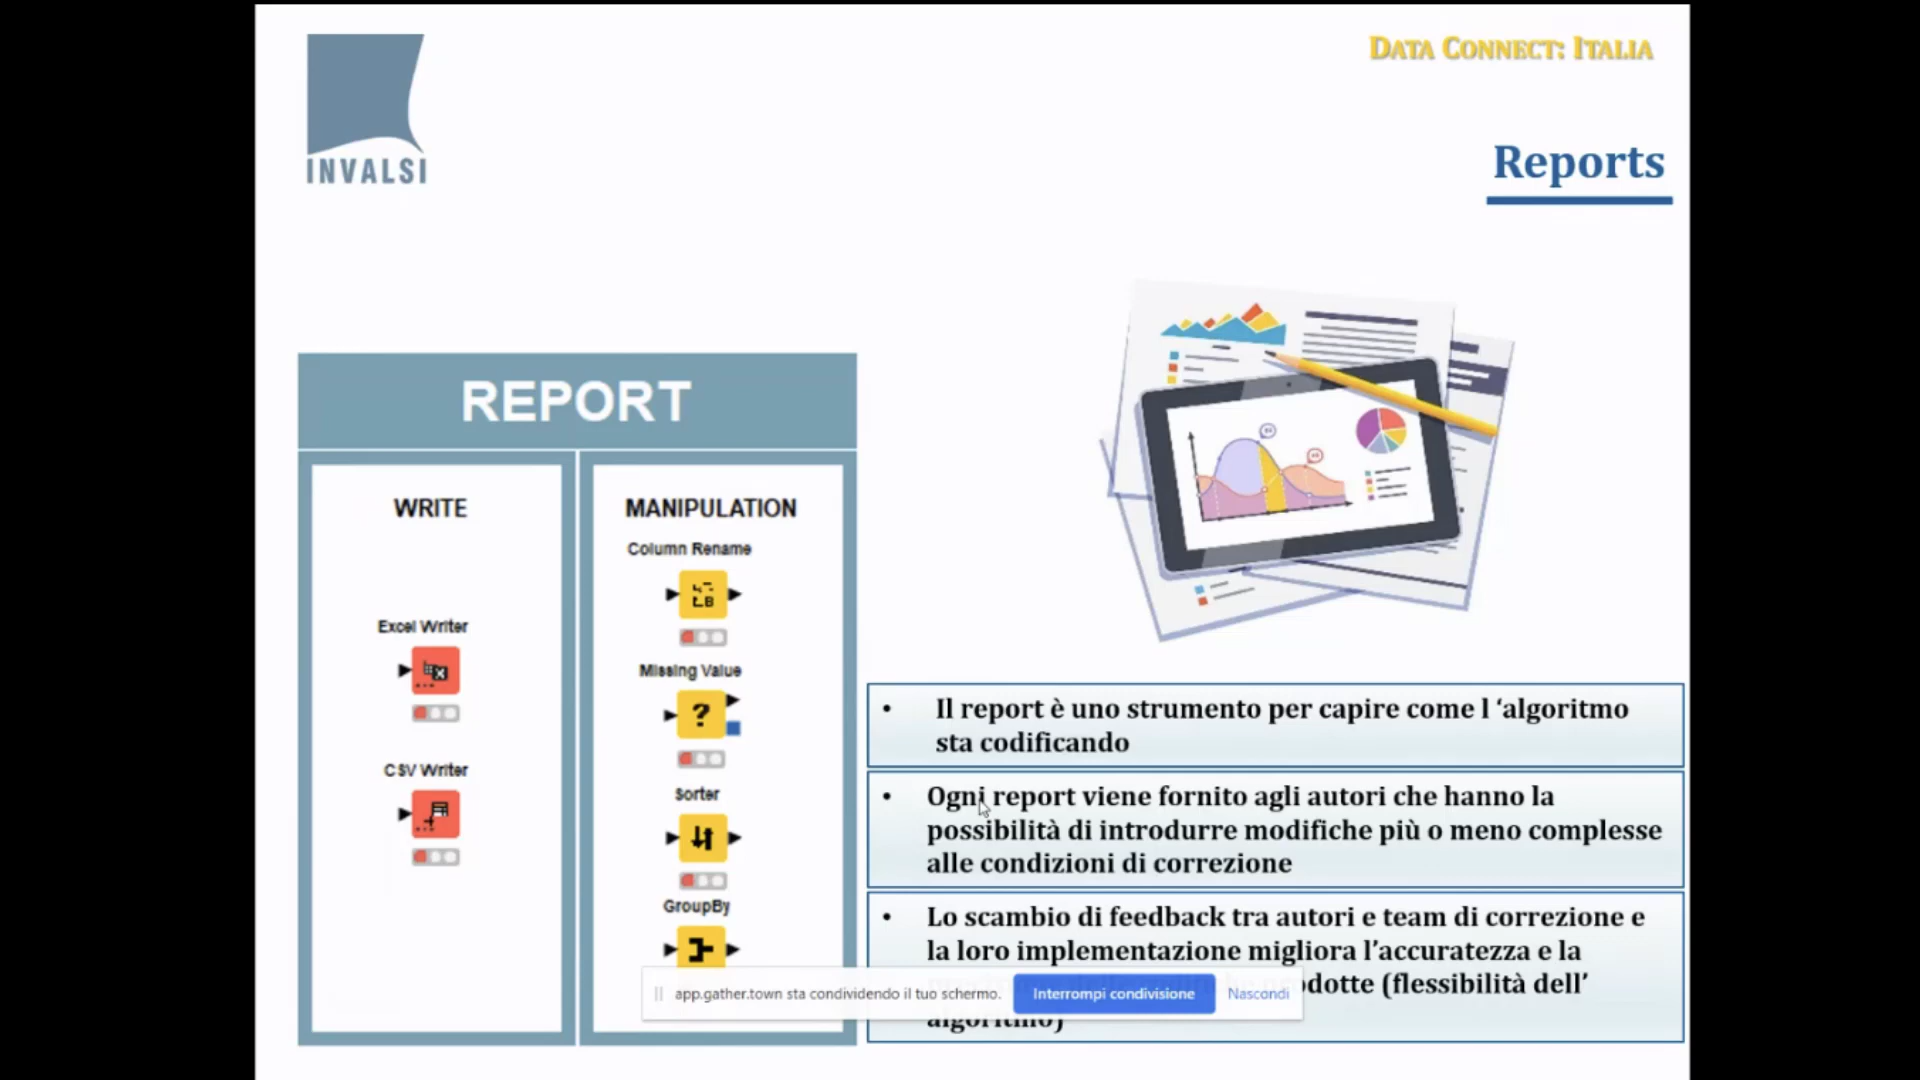 INVALSI
DATA CONNECT: ITALIA
Reports
REPORT
WRITE
Excel Writer
CSV Writer
MANIPULATION
Column Rename
Missing Value
?
Sorter
GroupBy
• Il report è uno strumento per capire come l ‘algoritmo
sta codificando
• Ogni report viene fornito agli autori che hanno la
possibilità di introdurre modifiche più o meno complesse
alle condizioni di correzione
• Lo scambio di feedback tra autori e team di correzione e
la loro implementazione migliora l’accuratezza e la
(flessibilità dell’
algoritmo)
app.gather.town sta condividendo il tuo schermo.
Interrompi condivisione
Nascondi